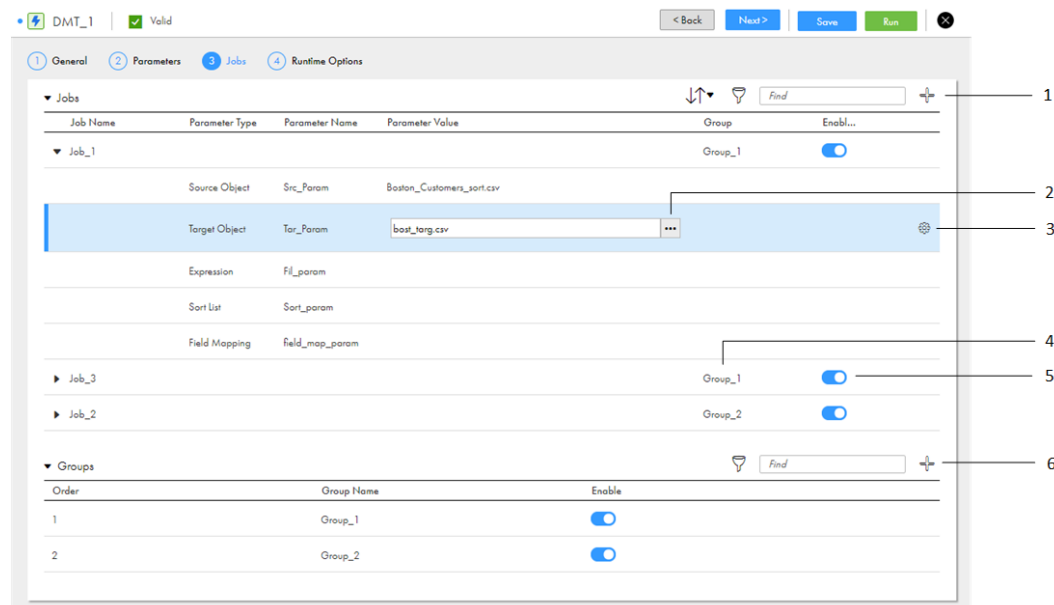 DMT_1 Valid < Back Next > Save Run
1 General 2 Parameters 3 Jobs 4 Runtime Options
Jobs Find 1
Job Name Parameter Type Parameter Name Parameter Value Group Enabl...
Job_1 Group_1
Source Object Src_Param Boston_Customers_sort.csv 2
Target Object Tar_Param bost_targ.csv ... 3
Expression Fil_param
Sort List Sort_param
Field Mapping field_map_param 4
Job_3 Group_1 5
Job_2 Group_2
Groups Find 6
Order Group Name Enable
1 Group_1
2 Group_2